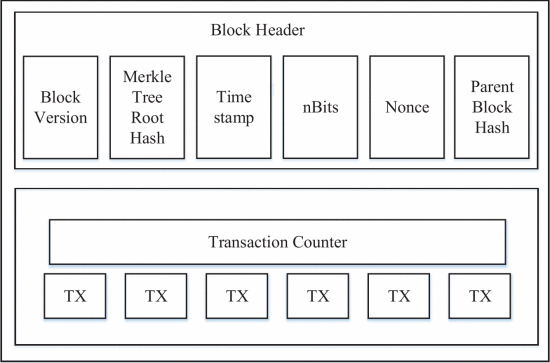 Block Header
Block
Version
Merkle
Tree
Root
Hash
Time
stamp
nBits
Nonce
Parent
Block
Hash
Transaction Counter
TX
TX
TX
TX
TX
TX